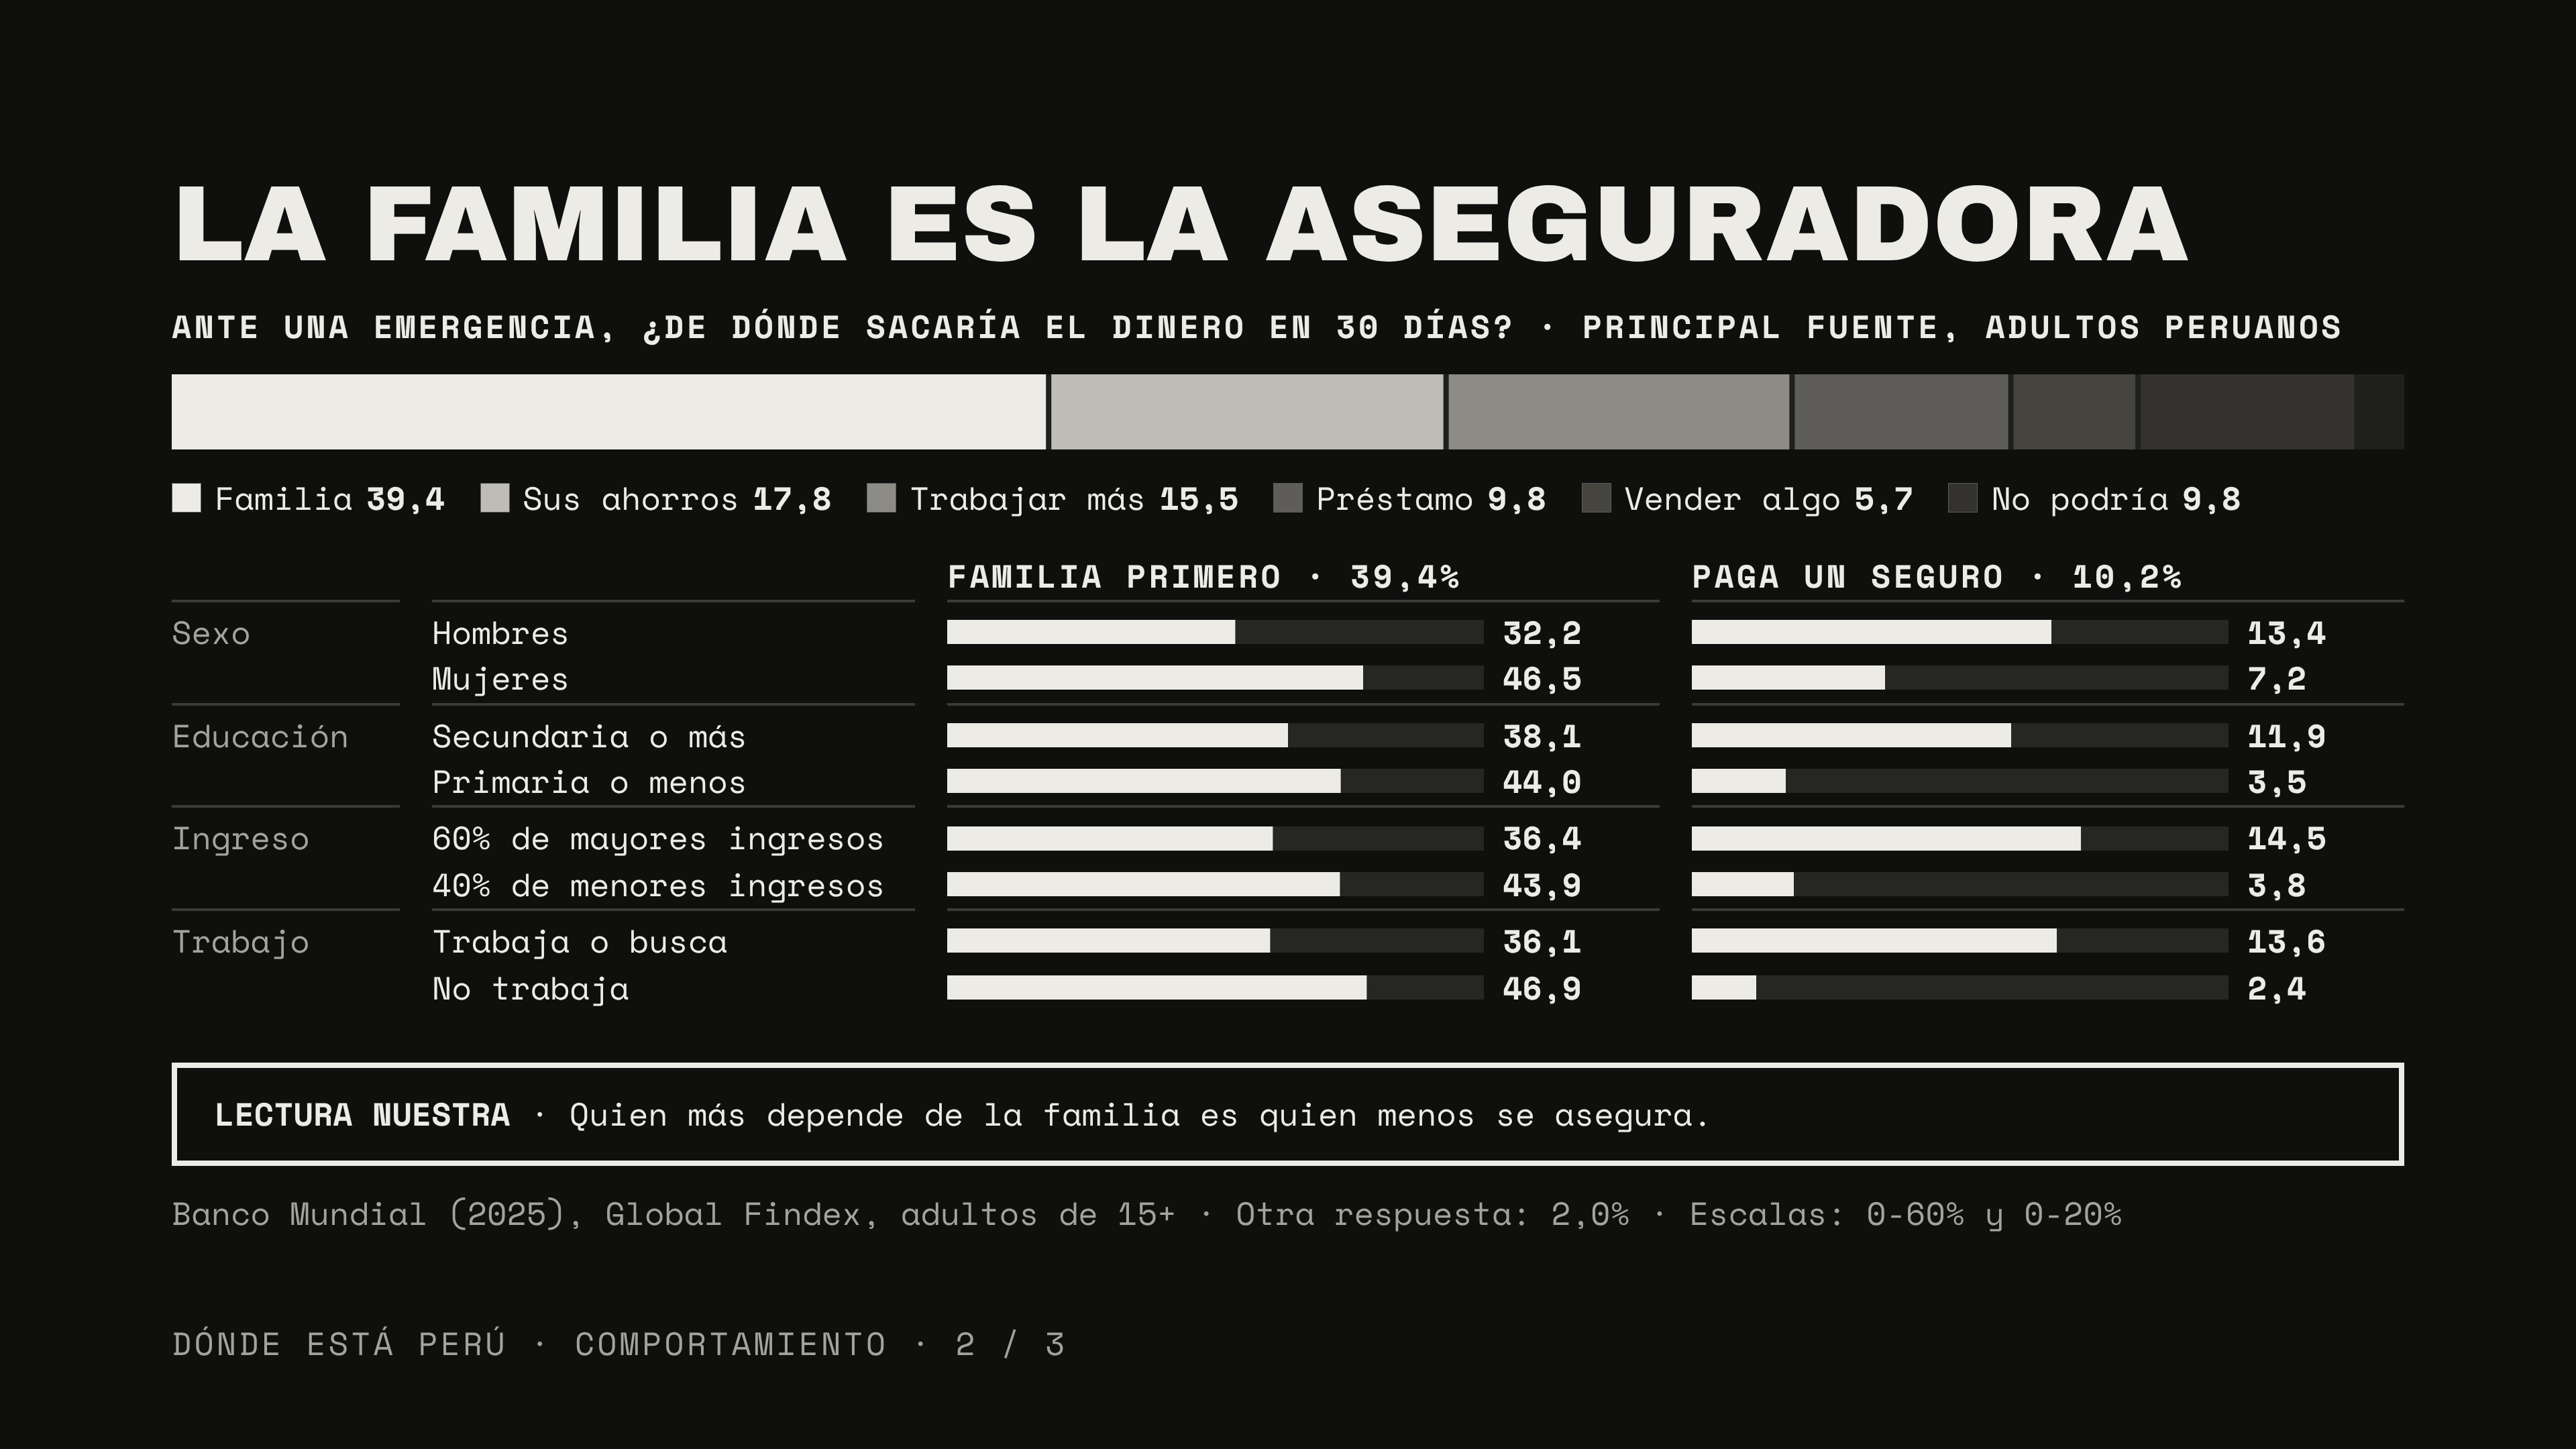 LA FAMILIA ES LA ASEGURADORA
ANTE UNA EMERGENCIA, ¿DE DÓNDE SACARÍA EL DINERO EN 30 DÍAS? · PRINCIPAL FUENTE, ADULTOS PERUANOS
Familia 39,4 Sus ahorros 17,8 Trabajar más 15,5 Préstamo 9,8 Vender algo 5,7 No podría 9,8
FAMILIA PRIMERO · 39,4% PAGA UN SEGURO · 10,2%
Sexo Hombres 32,2 13,4
Mujeres 46,5 7,2
Educación Secundaria o más 38,1 11,9
Primaria o menos 44,0 3,5
Ingreso 60% de mayores ingresos 36,4 14,5
40% de menores ingresos 43,9 3,8
Trabajo Trabaja o busca 36,1 13,6
No trabaja 46,9 2,4
LECTURA NUESTRA · Quien más depende de la familia es quien menos se asegura.
Banco Mundial (2025), Global Findex, adultos de 15+ · Otra respuesta: 2,0% · Escalas: 0-60% y 0-20%
DÓNDE ESTÁ PERÚ · COMPORTAMIENTO · 2 / 3